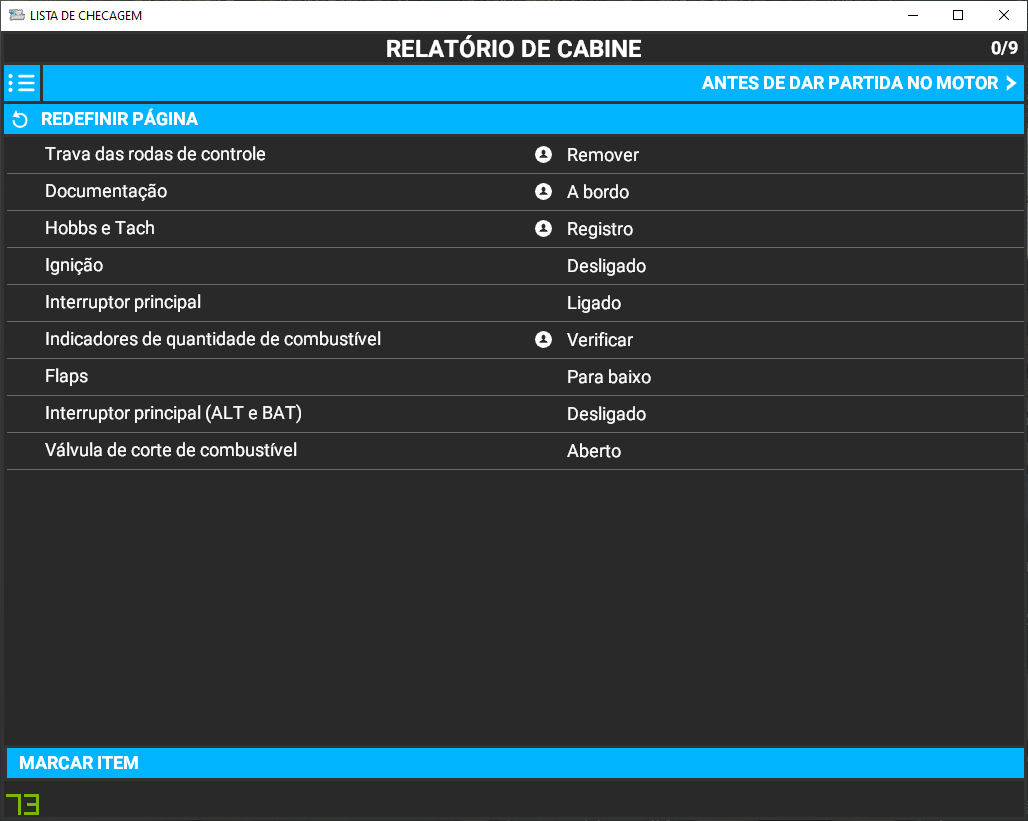 LISTA DE CHECAGEM
RELATÓRIO DE CABINE 0/9
ANTES DE DAR PARTIDA NO MOTOR >
REDEFINIR PÁGINA
Trava das rodas de controle Remover
Documentação A bordo
Hobbs e Tach Registro
Ignição Desligado
Interruptor principal Ligado
Indicadores de quantidade de combustível Verificar
Flaps Para baixo
Interruptor principal (ALT e BAT) Desligado
Válvula de corte de combustível Aberto
MARCAR ITEM
73